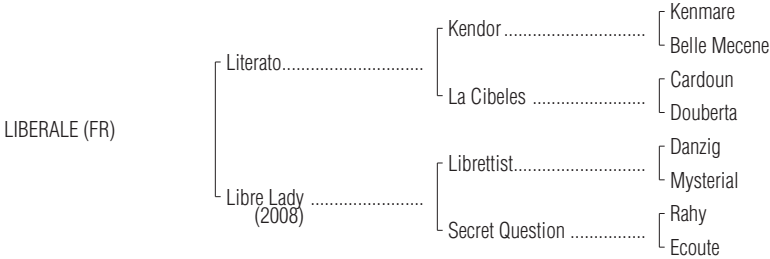 Kenmare
Kendor
Belle Mecene
Literato
Cardoun
La Cibeles
Douberta
LIBERALE (FR)
Danzig
Librettist
Mysterial
Libre Lady
(2008)
Rahy
Secret Question
Ecoute